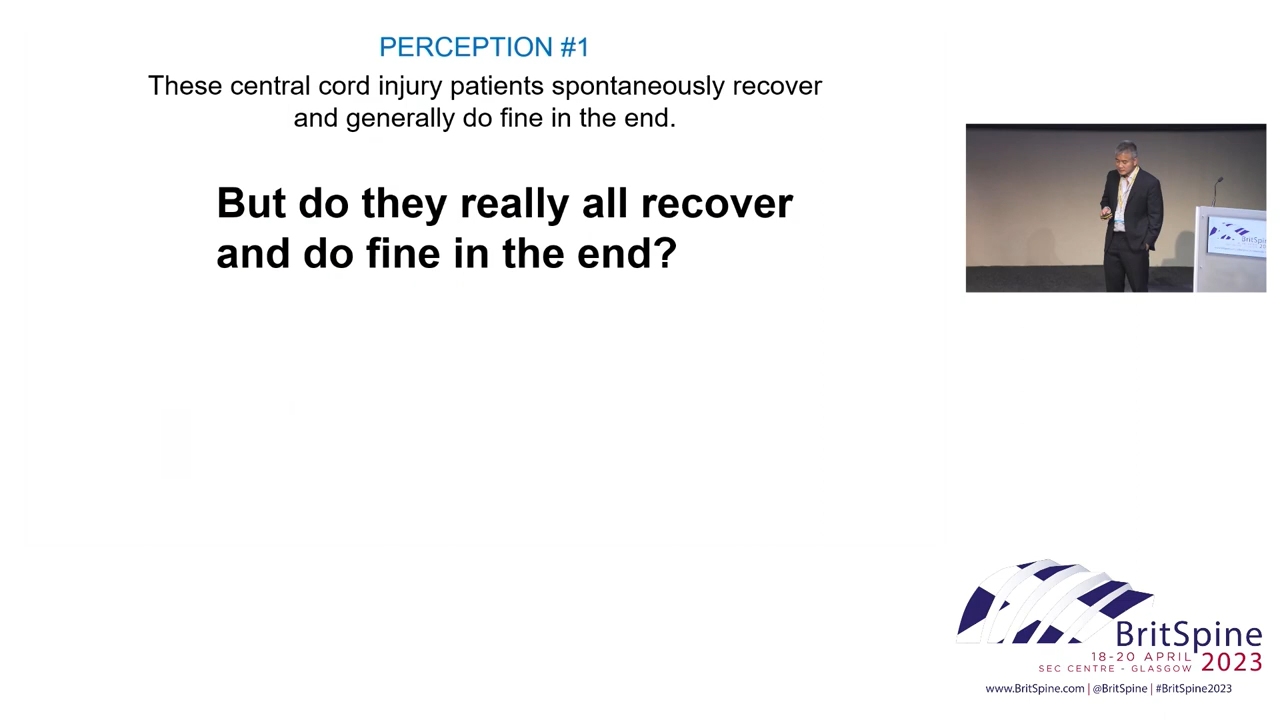 PERCEPTION #1
These central cord injury patients spontaneously recover
and generally do fine in the end.
But do they really all recover
and do fine in the end?
BritSpine
BritSpine
18-20 APRIL
SEC CENTRE - GLASGOW
2023
www.BritSpine.com | @BritSpine | #BritSpine2023